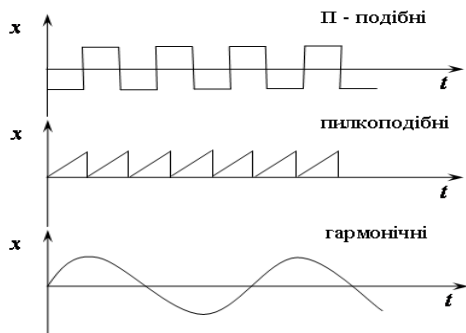 П - подібні
x
t
пилкоподібні
x
t
гармонічні
x
t